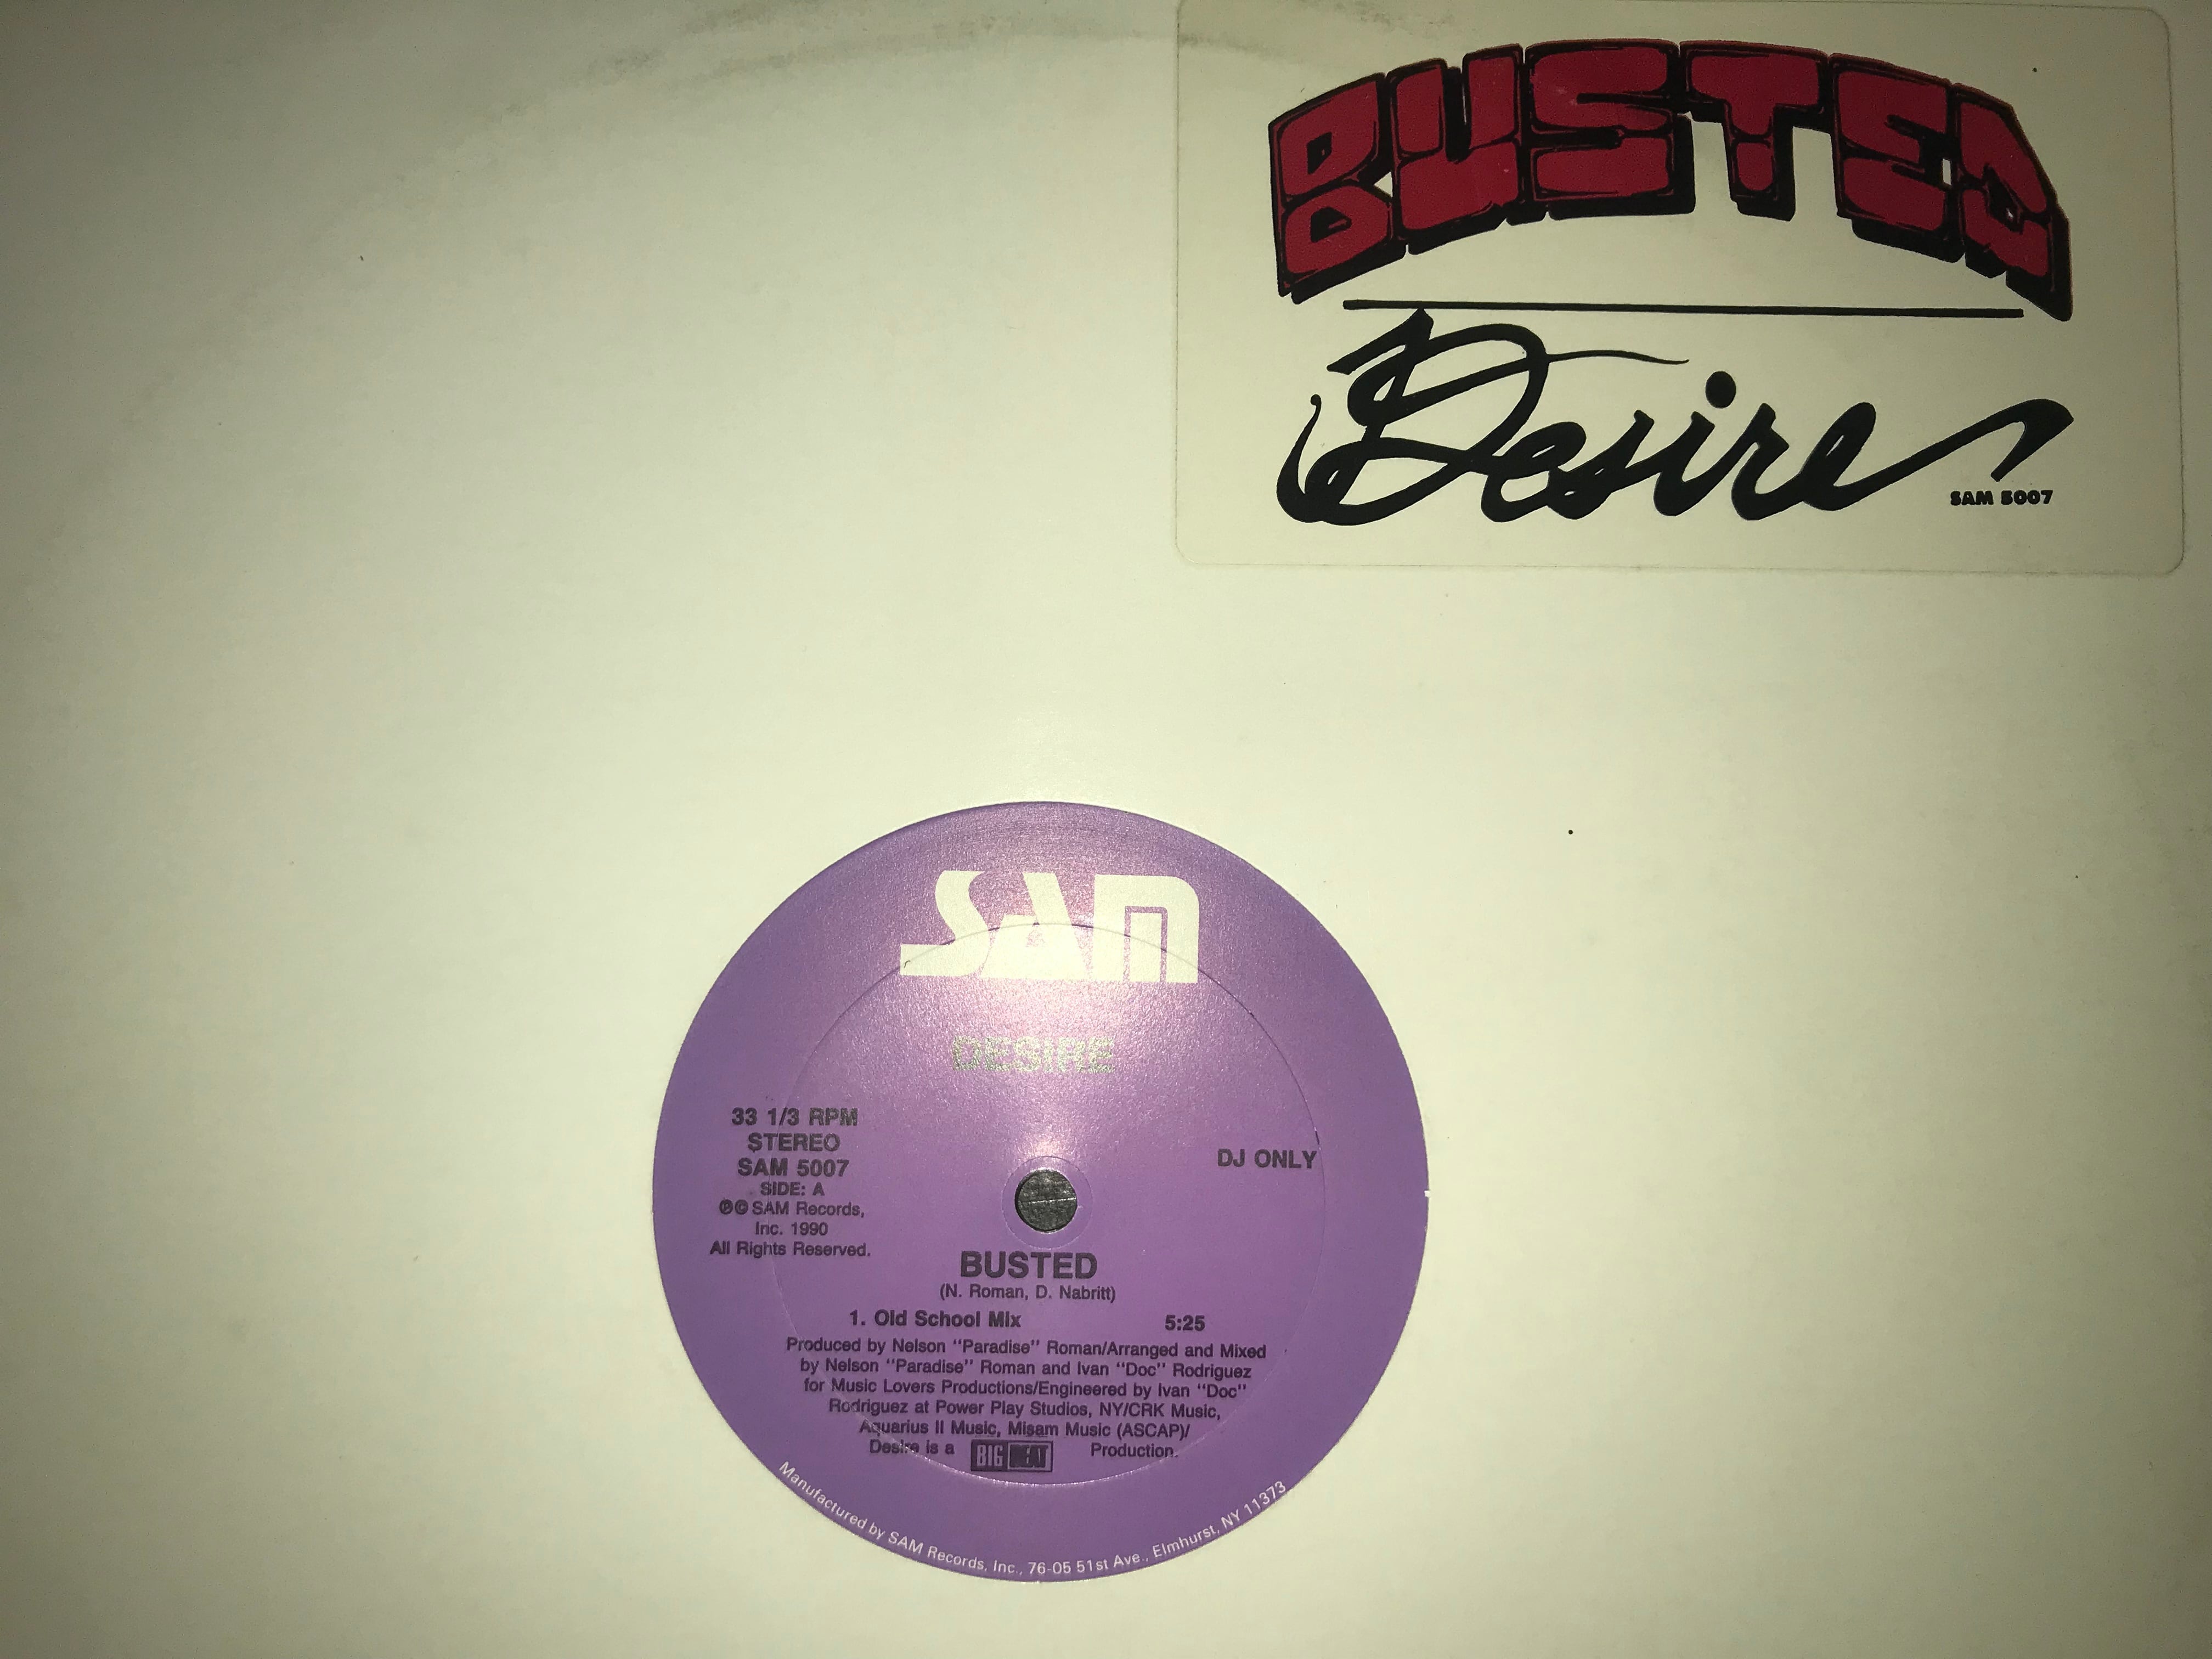 BUSTED
Desire
SAM 5007
SAM
DESIRE
33 1/3 RPM
STEREO
SAM 5007
SIDE: A
℗© SAM Records,
Inc. 1990
All Rights Reserved.
DJ ONLY
BUSTED
(N. Roman, D. Nabritt)
1. Old School Mix 5:25
Produced by Nelson "Paradise" Roman/Arranged and Mixed
by Nelson "Paradise" Roman and Ivan "Doc" Rodriguez
for Music Lovers Productions/Engineered by Ivan "Doc"
Rodriguez at Power Play Studios, NY/CRK Music,
Aquarius II Music, Misam Music (ASCAP)/
Desire is a BIG BEAT Production.
Manufactured by SAM Records, Inc., 76-05 51st Ave., Elmhurst, NY 11373